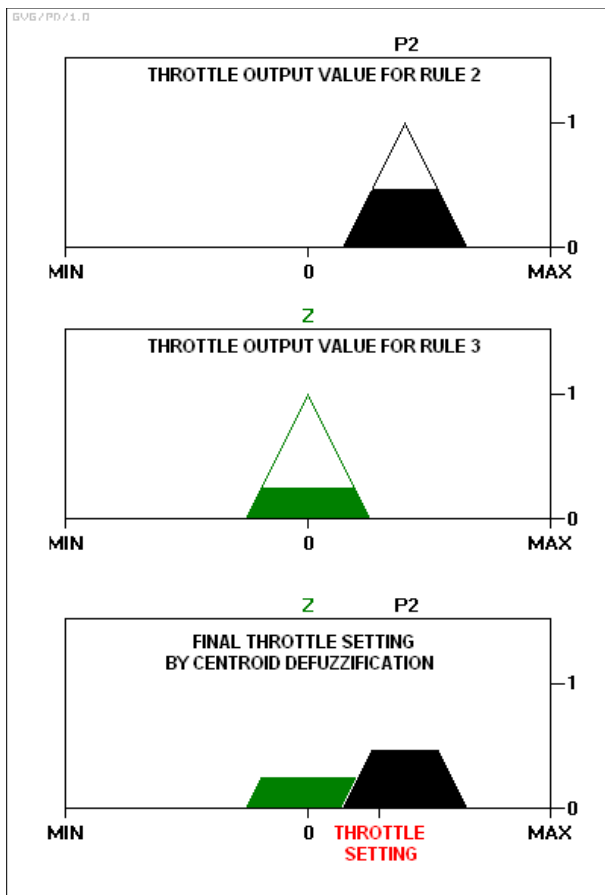 GVG/PD/1.0
P2
THROTTLE OUTPUT VALUE FOR RULE 2
1
0
MIN 0 MAX
Z
THROTTLE OUTPUT VALUE FOR RULE 3
1
0
MIN 0 MAX
Z P2
FINAL THROTTLE SETTING
BY CENTROID DEFUZZIFICATION
1
0
MIN 0 THROTTLE MAX
SETTING